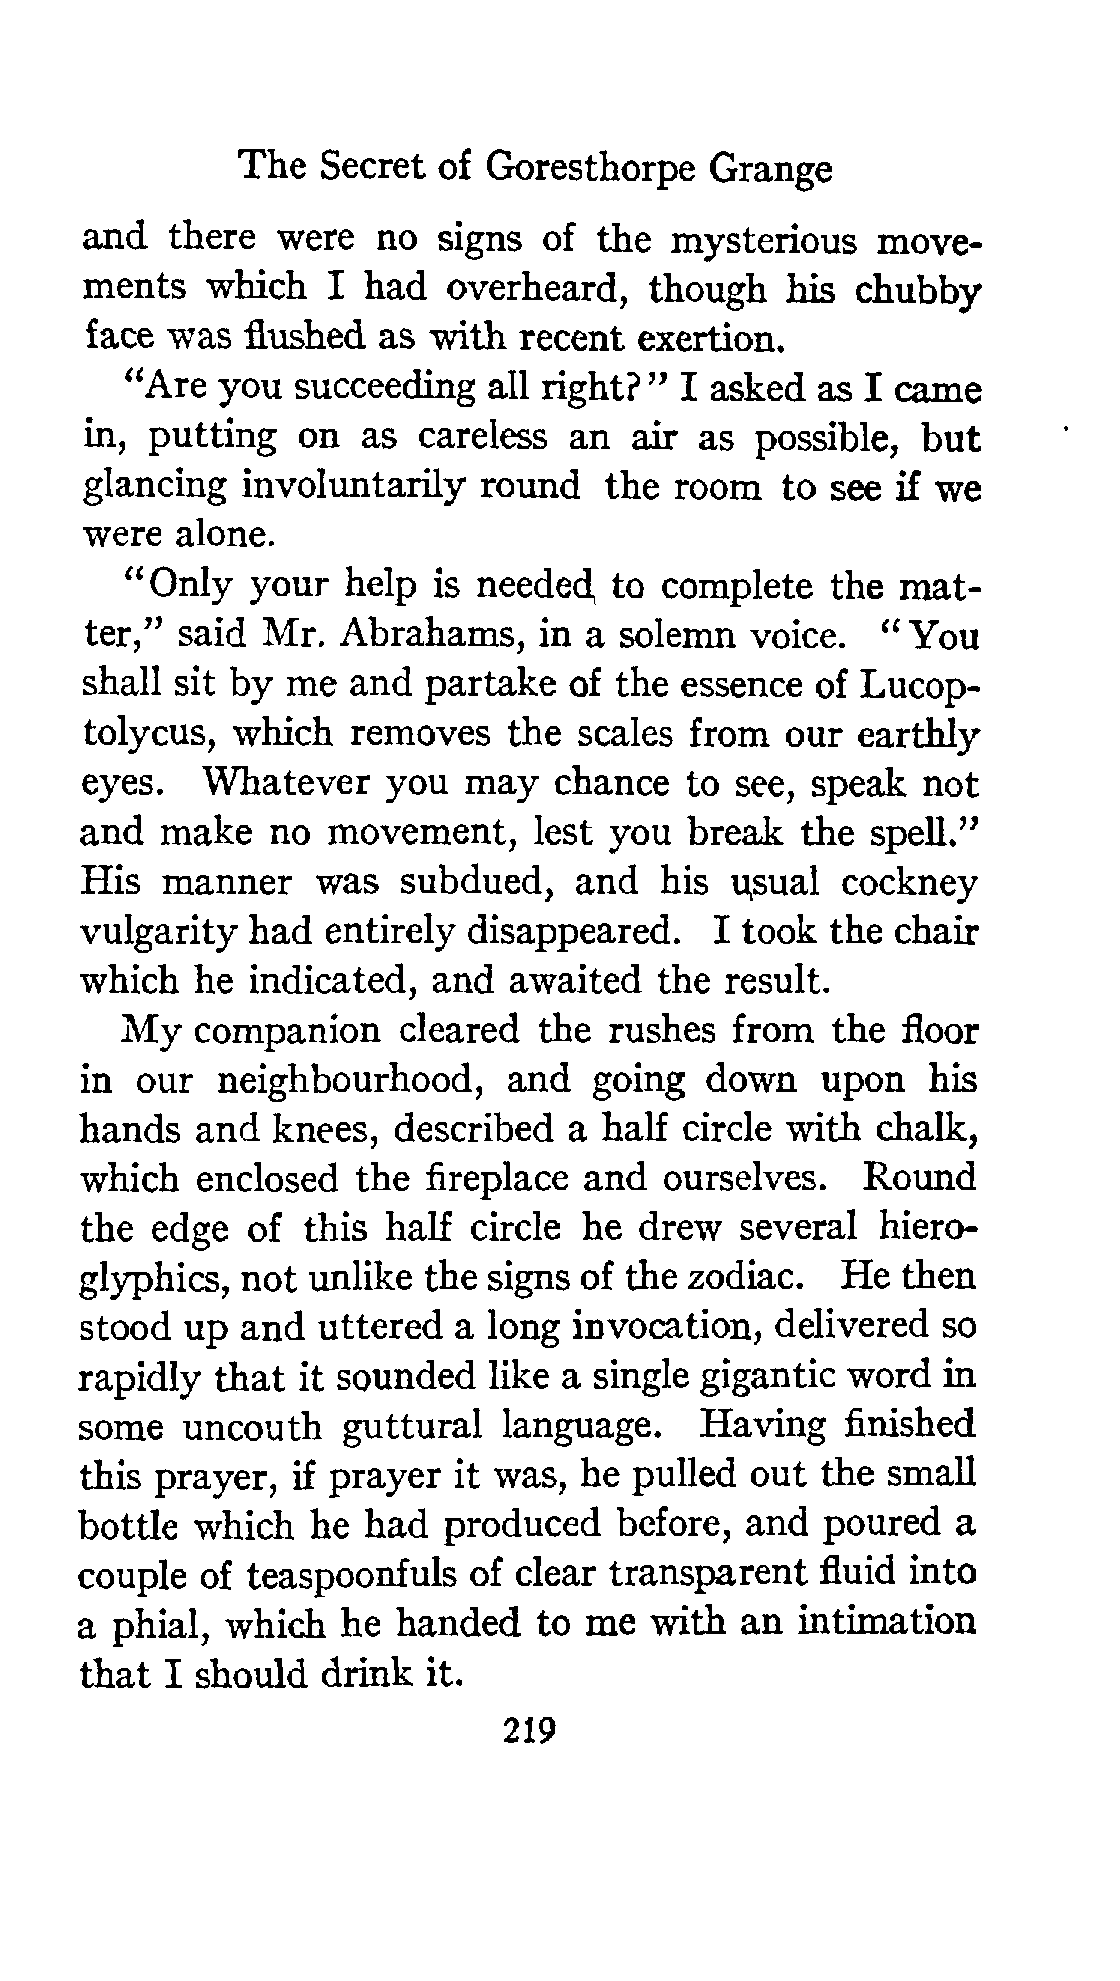 The Secret of Goresthorpe Grange
and there were no signs of the mysterious move-
ments which I had overheard, though his chubby
face was flushed as with recent exertion.
“Are you succeeding all right?” I asked as I came
in, putting on as careless an air as possible, but
glancing involuntarily round the room to see if we
were alone.
“Only your help is needed to complete the mat-
ter,” said Mr. Abrahams, in a solemn voice. “You
shall sit by me and partake of the essence of Lucop-
tolycus, which removes the scales from our earthly
eyes. Whatever you may chance to see, speak not
and make no movement, lest you break the spell.”
His manner was subdued, and his usual cockney
vulgarity had entirely disappeared. I took the chair
which he indicated, and awaited the result.
My companion cleared the rushes from the floor
in our neighbourhood, and going down upon his
hands and knees, described a half circle with chalk,
which enclosed the fireplace and ourselves. Round
the edge of this half circle he drew several hiero-
glyphics, not unlike the signs of the zodiac. He then
stood up and uttered a long invocation, delivered so
rapidly that it sounded like a single gigantic word in
some uncouth guttural language. Having finished
this prayer, if prayer it was, he pulled out the small
bottle which he had produced before, and poured a
couple of teaspoonfuls of clear transparent fluid into
a phial, which he handed to me with an intimation
that I should drink it.
219